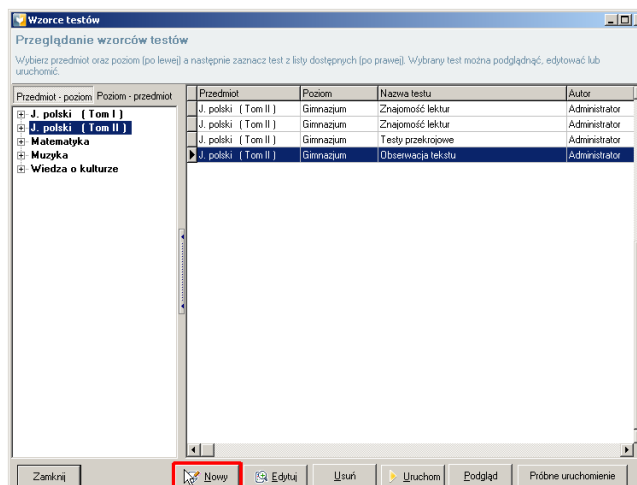 Wzorce testów
Przeglądanie wzorców testów
Wybierz przedmiot oraz poziom (po lewej) a następnie zaznacz test z listy dostępnych (po prawej). Wybrany test można podglądnąć, edytować lub
uruchomić.
Przedmiot - poziom Poziom - przedmiot
J. polski ( Tom I )
J. polski ( Tom II )
Matematyka
Muzyka
Wiedza o kulturze
Przedmiot Poziom Nazwa testu Autor
J. polski ( Tom II ) Gimnazjum Znajomość lektur Administrator
J. polski ( Tom II ) Gimnazjum Znajomość lektur Administrator
J. polski ( Tom II ) Gimnazjum Testy przekrojowe Administrator
J. polski ( Tom II ) Gimnazjum Obserwacja tekstu Administrator
Zamknij Nowy Edytuj Usuń Uruchom Podgląd Próbne uruchomienie